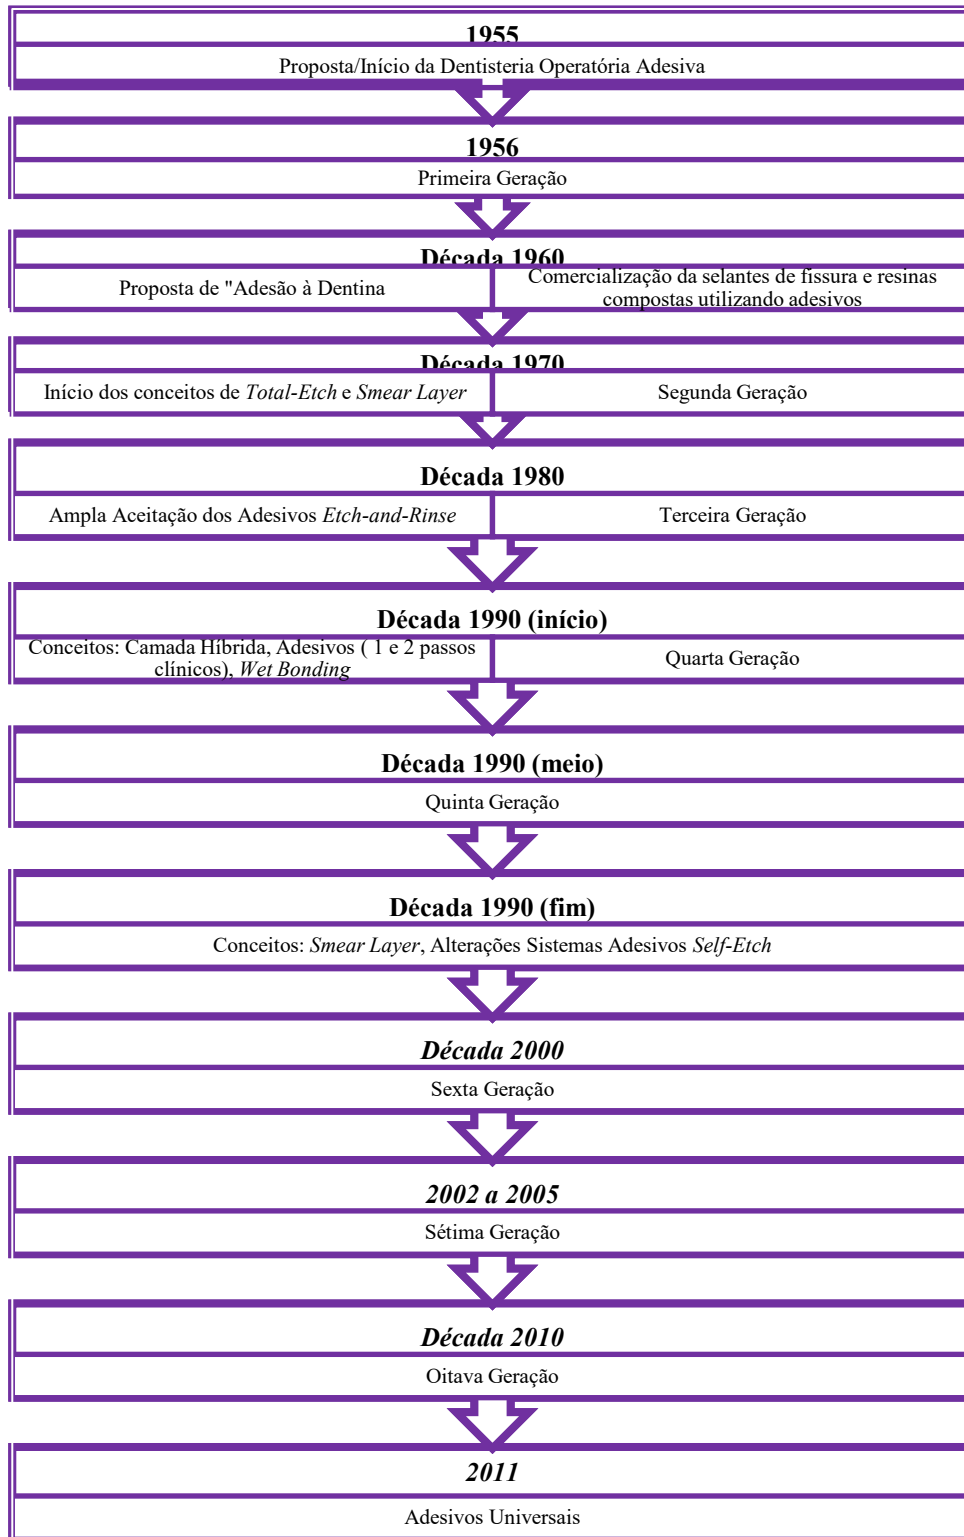 1955
Proposta/Início da Dentisteria Operatória Adesiva
1956
Primeira Geração
Década 1960
Proposta de "Adesão à Dentina
Comercialização da selantes de fissura e resinas
compostas utilizando adesivos
Década 1970
Início dos conceitos de Total-Etch e Smear Layer
Segunda Geração
Década 1980
Ampla Aceitação dos Adesivos Etch-and-Rinse
Terceira Geração
Década 1990 (início)
Conceitos: Camada Híbrida, Adesivos ( 1 e 2 passos
clínicos), Wet Bonding
Quarta Geração
Década 1990 (meio)
Quinta Geração
Década 1990 (fim)
Conceitos: Smear Layer, Alterações Sistemas Adesivos Self-Etch
Década 2000
Sexta Geração
2002 a 2005
Sétima Geração
Década 2010
Oitava Geração
2011
Adesivos Universais